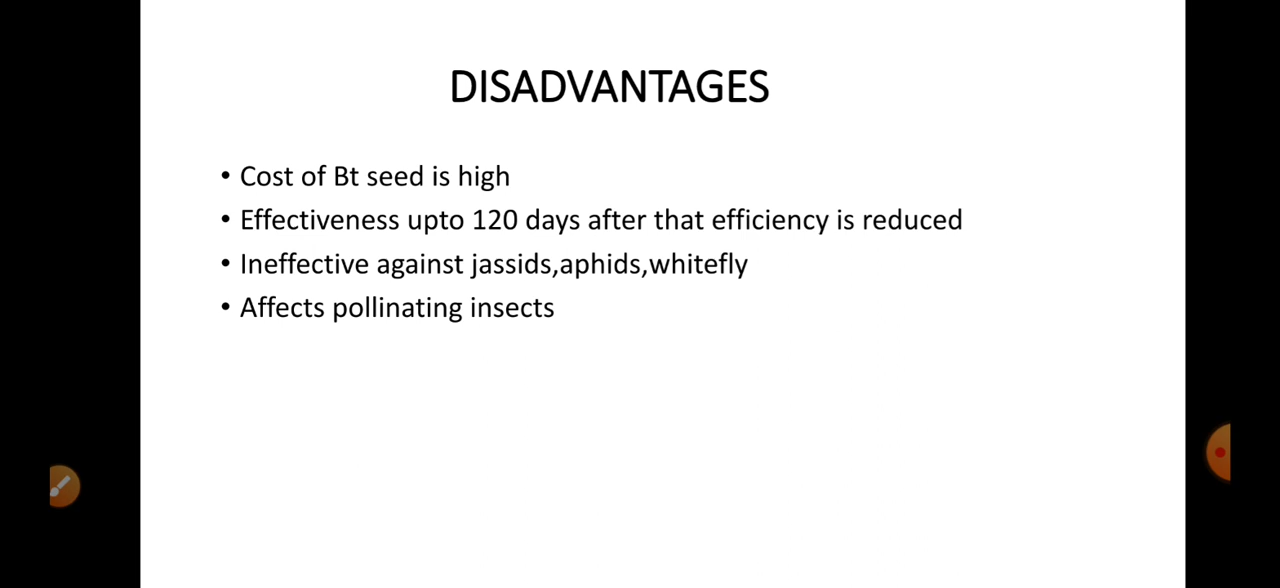 DISADVANTAGES
• Cost of Bt seed is high
• Effectiveness upto 120 days after that efficiency is reduced
• Ineffective against jassids,aphids,whitefly
• Affects pollinating insects